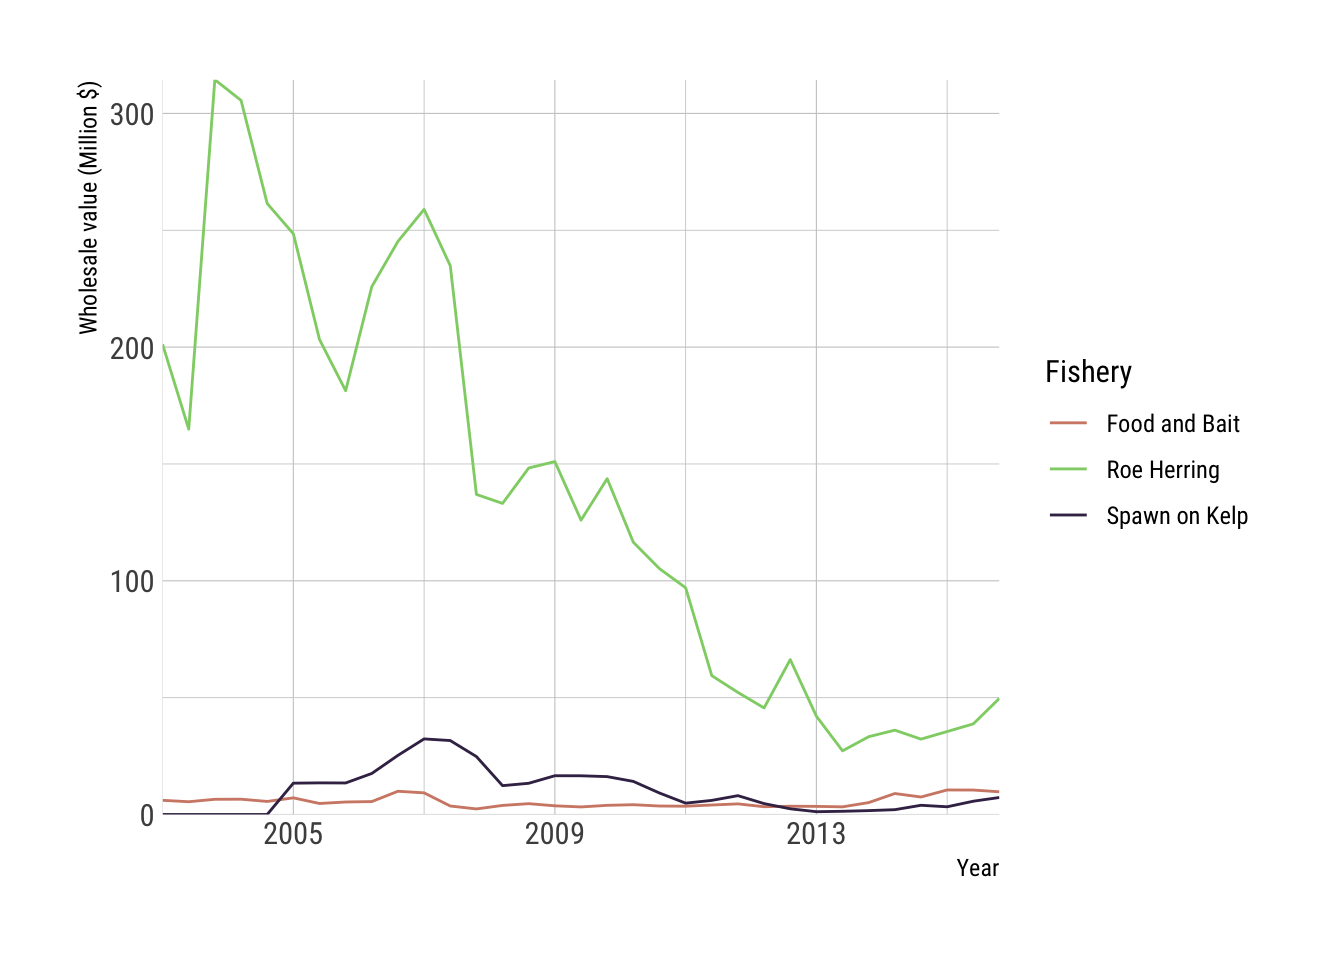 Wholesale value (Million $)
300
200
100
0
2005
2009
2013
Year
Fishery
Food and Bait
Roe Herring
Spawn on Kelp